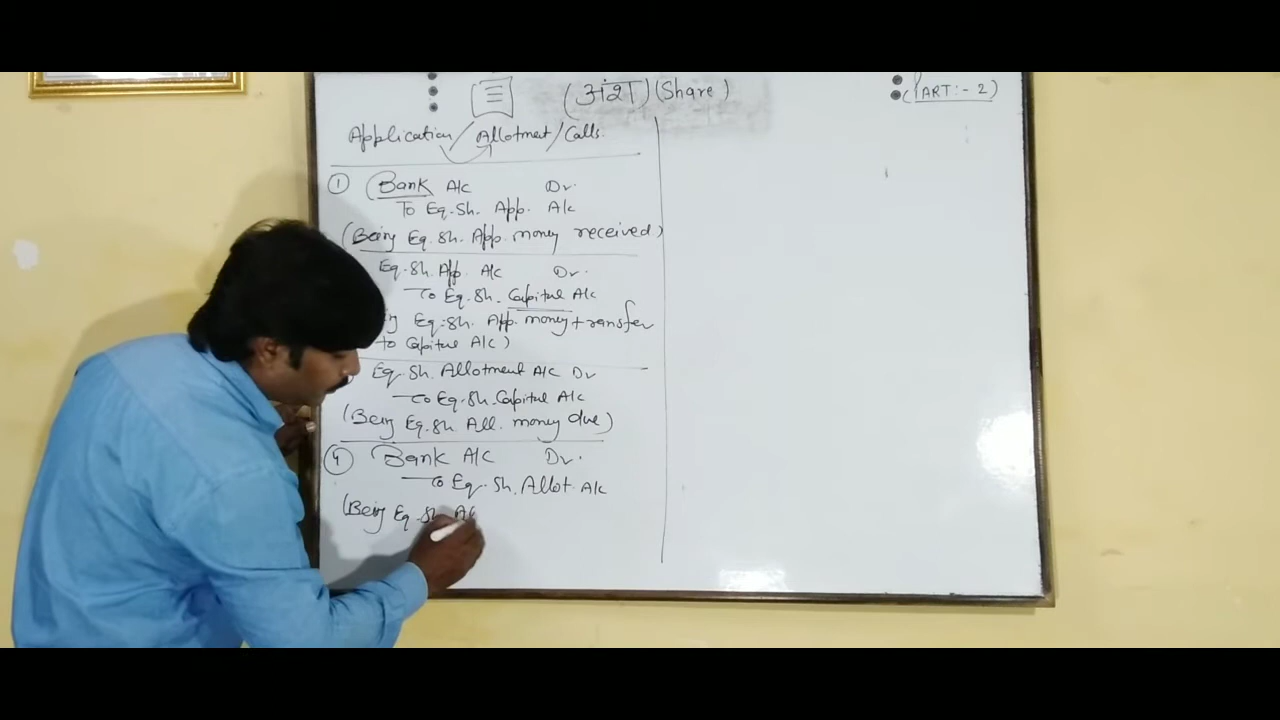 (अंश) (Share)
(PART:- 2)
Application / Allotment / Calls.
① Bank A/c Dr.
To Eq. Sh. App. A/c
(Being Eq. Sh. App. money received)
Eq. Sh. App. A/c Dr.
To Eq. Sh. Capital A/c
Eq. Sh. App. money transfer
to Capital A/c)
Eq. Sh. Allotment A/c Dr
To Eq. Sh. Capital A/c
(Being Eq. Sh. All. money due)
④ Bank A/c Dr.
To Eq. Sh. Allot. A/c
(Being Eq. Sh.